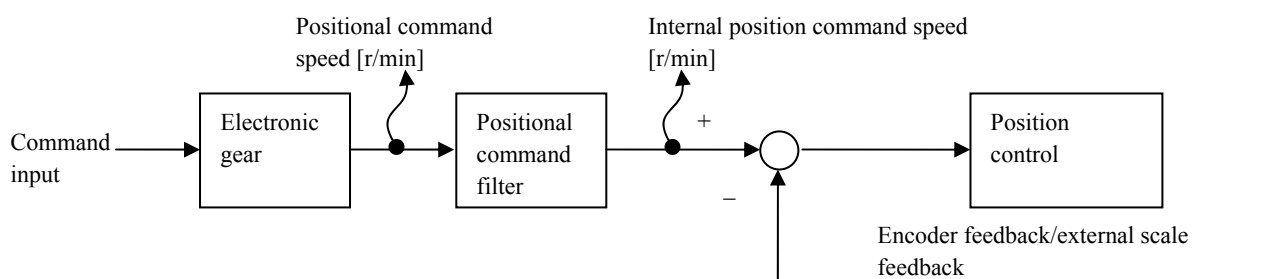 Positional command
speed [r/min]
Internal position command speed
[r/min]
Command
input
Electronic
gear
Positional
command
filter
+
−
Position
control
Encoder feedback/external scale
feedback